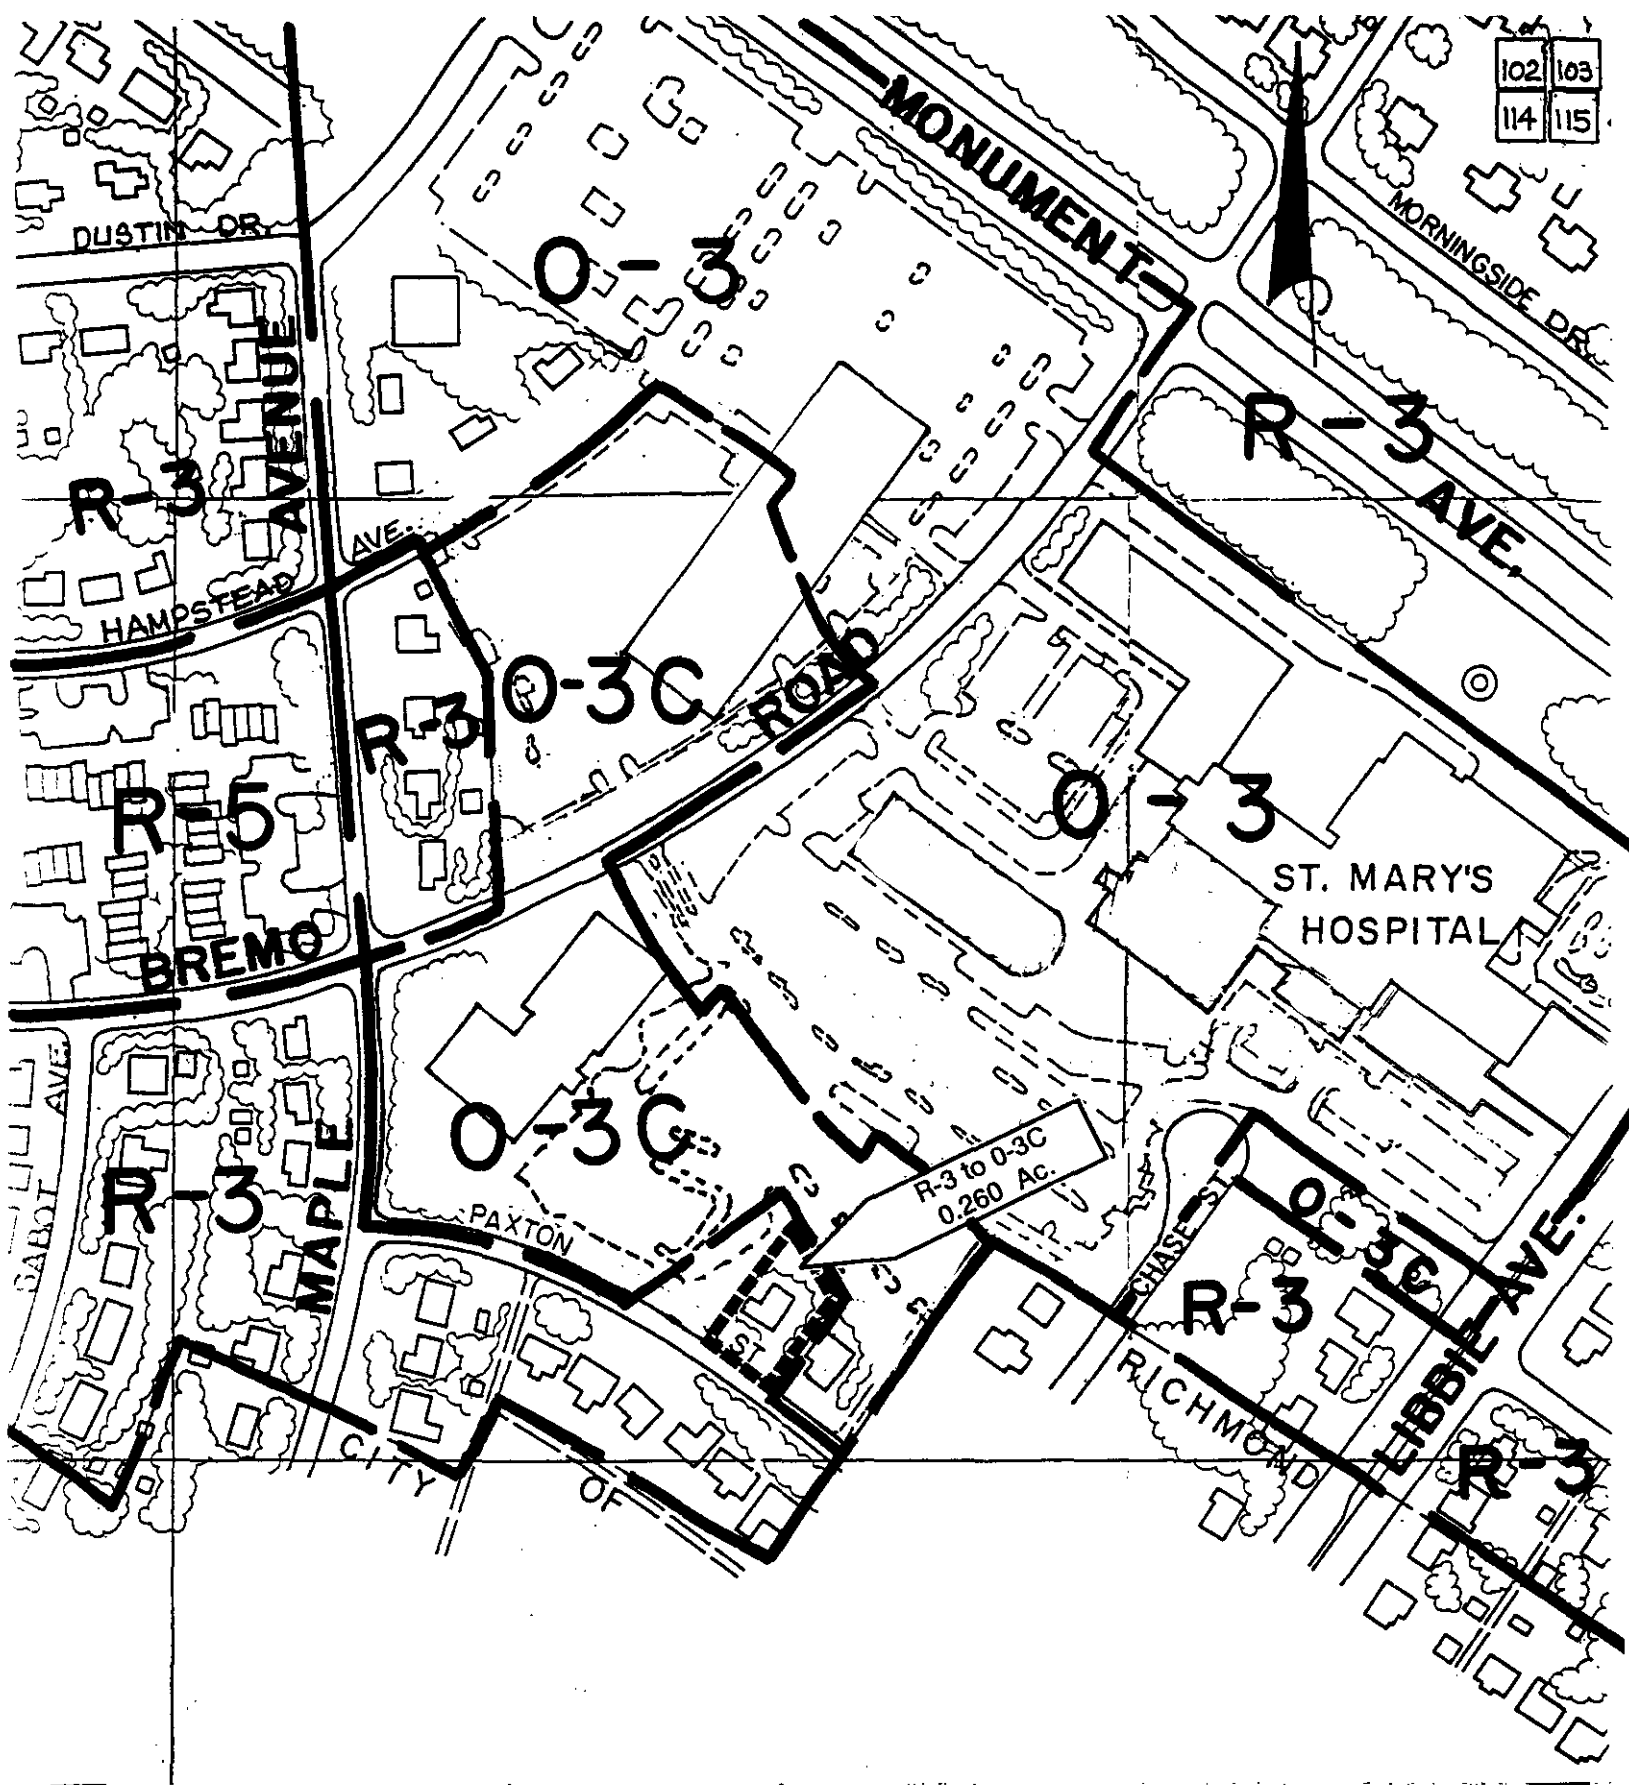 102 103
114 115
MONUMENT
MORNINGSIDE DR.
DUSTIN DR.
O-3
AVENUE
R-3
R-3
AVE.
AVE.
HAMPSTEAD
O-3C
ROAD
R-3
R-5
O-3
ST. MARY'S
HOSPITAL
BREMO
AVE.
O-3C
R-3 to O-3C
0.260 Ac.
R-3
MAPLE
PAXTON
CHASE ST.
O-3C
AVE.
GABOT
R-3
ST
LIBBIE
RICHMOND
CITY
OF
R-3